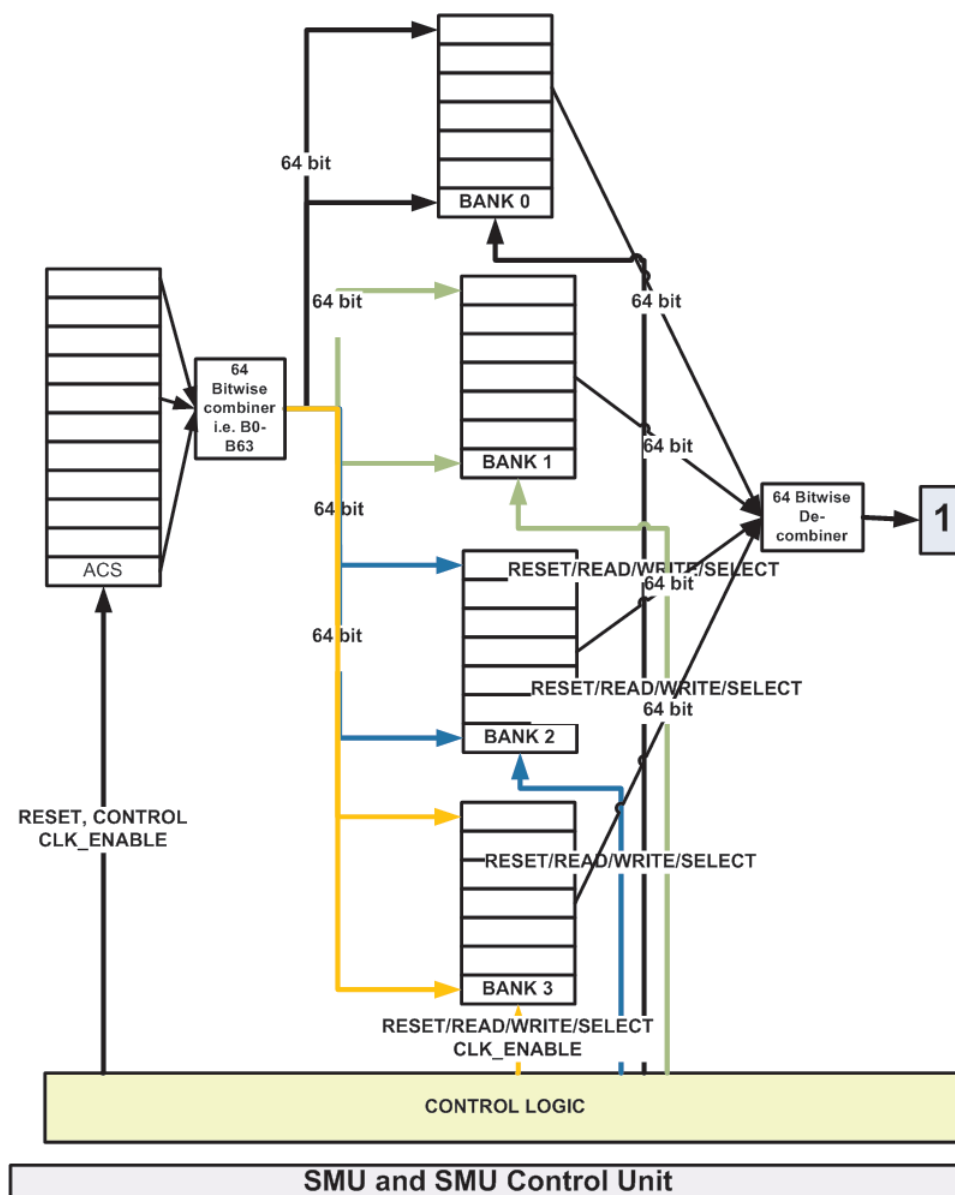 64 bit
BANK 0
64 bit
64 bit
64
Bitwise
combiner
i.e. B0-
B63
64 bit
BANK 1
64 bit
64 Bitwise
De-
combiner
1
ACS
RESET/READ/WRITE/SELECT
64 bit
64 bit
RESET/READ/WRITE/SELECT
64 bit
BANK 2
RESET, CONTROL
CLK_ENABLE
RESET/READ/WRITE/SELECT
BANK 3
RESET/READ/WRITE/SELECT
CLK_ENABLE
CONTROL LOGIC
SMU and SMU Control Unit